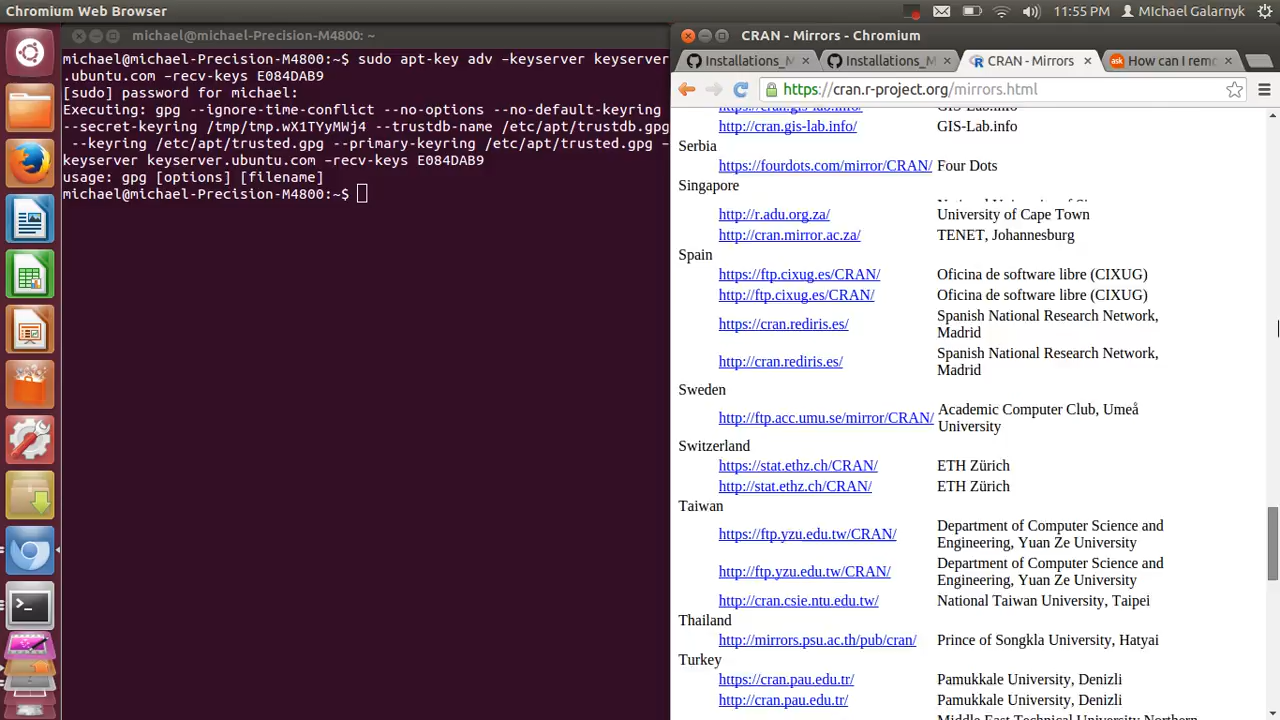 Chromium Web Browser
11:55 PM
MIchael Galarnyk
michael@michael-Precision-M4800: ~
michael@michael-Precision-M4800:~$ sudo apt-key adv –keyserver keyserver
.ubuntu.com –recv-keys E084DAB9
[sudo] password for michael:
Executing: gpg --ignore-time-conflict --no-options --no-default-keyring
--secret-keyring /tmp/tmp.wX1TYyMWj4 --trustdb-name /etc/apt/trustdb.gpg
--keyring /etc/apt/trusted.gpg --primary-keyring /etc/apt/trusted.gpg –
keyserver keyserver.ubuntu.com –recv-keys E084DAB9
usage: gpg [options] [filename]
michael@michael-Precision-M4800:~$
CRAN - Mirrors - Chromium
Installations_M
Installations_M
CRAN - Mirrors
How can I remo
https://cran.r-project.org/mirrors.html
http://cran.gis-lab.info/ GIS-Lab.info
Serbia
https://fourdots.com/mirror/CRAN/ Four Dots
Singapore
http://r.adu.org.za/ University of Cape Town
http://cran.mirror.ac.za/ TENET, Johannesburg
Spain
https://ftp.cixug.es/CRAN/ Oficina de software libre (CIXUG)
http://ftp.cixug.es/CRAN/ Oficina de software libre (CIXUG)
https://cran.rediris.es/ Spanish National Research Network,
Madrid
http://cran.rediris.es/ Spanish National Research Network,
Madrid
Sweden
http://ftp.acc.umu.se/mirror/CRAN/ Academic Computer Club, Umeå
University
Switzerland
https://stat.ethz.ch/CRAN/ ETH Zürich
http://stat.ethz.ch/CRAN/ ETH Zürich
Taiwan
https://ftp.yzu.edu.tw/CRAN/ Department of Computer Science and
Engineering, Yuan Ze University
http://ftp.yzu.edu.tw/CRAN/ Department of Computer Science and
Engineering, Yuan Ze University
http://cran.csie.ntu.edu.tw/ National Taiwan University, Taipei
Thailand
http://mirrors.psu.ac.th/pub/cran/ Prince of Songkla University, Hatyai
Turkey
https://cran.pau.edu.tr/ Pamukkale University, Denizli
http://cran.pau.edu.tr/ Pamukkale University, Denizli
Middle East Technical University Northern